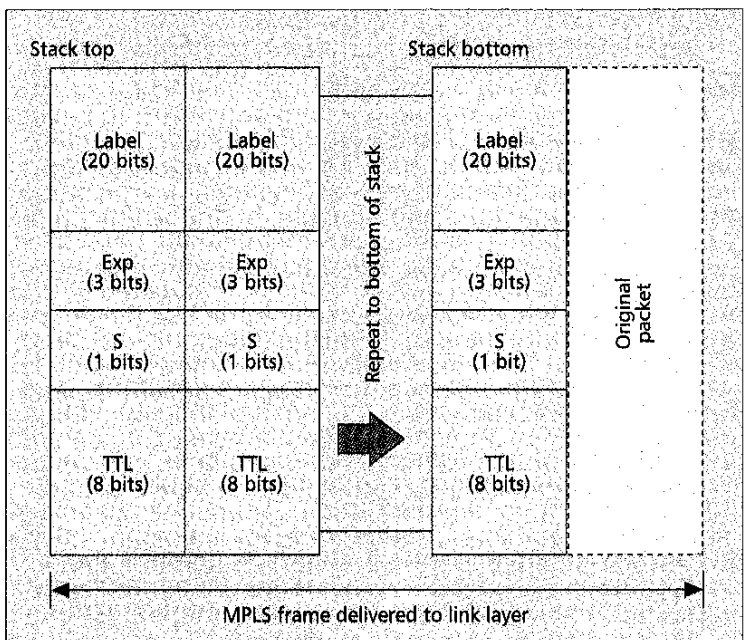 Stack top
Stack bottom
Label
(20 bits)
Label
(20 bits)
Label
(20 bits)
Exp
(3 bits)
Exp
(3 bits)
Exp
(3 bits)
S
(1 bits)
S
(1 bits)
S
(1 bit)
TTL
(8 bits)
TTL
(8 bits)
TTL
(8 bits)
Repeat to bottom of stack
Original
packet
MPLS frame delivered to link layer